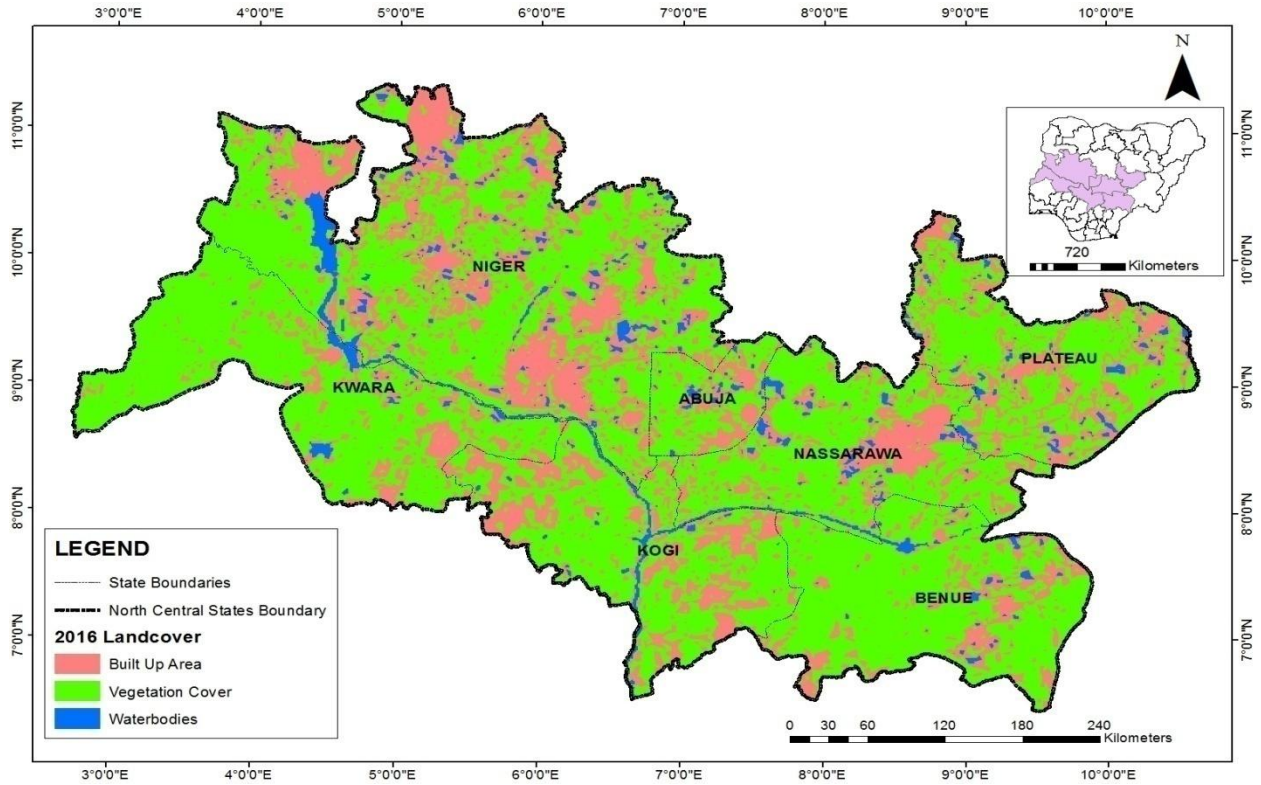 3°0'0"E 4°0'0"E 5°0'0"E 6°0'0"E 7°0'0"E 8°0'0"E 9°0'0"E 10°0'0"E
N
11°0'0"N
11°0'0"N
10°0'0"N
10°0'0"N
720
Kilometers
NIGER
PLATEAU
9°0'0"N
9°0'0"N
KWARA
ABUJA
NASSARAWA
8°0'0"N
8°0'0"N
KOGI
BENUE
7°0'0"N
7°0'0"N
LEGEND
State Boundaries
North Central States Boundary
2016 Landcover
Built Up Area
Vegetation Cover
Waterbodies
0 30 60 120 180 240
Kilometers
3°0'0"E 4°0'0"E 5°0'0"E 6°0'0"E 7°0'0"E 8°0'0"E 9°0'0"E 10°0'0"E